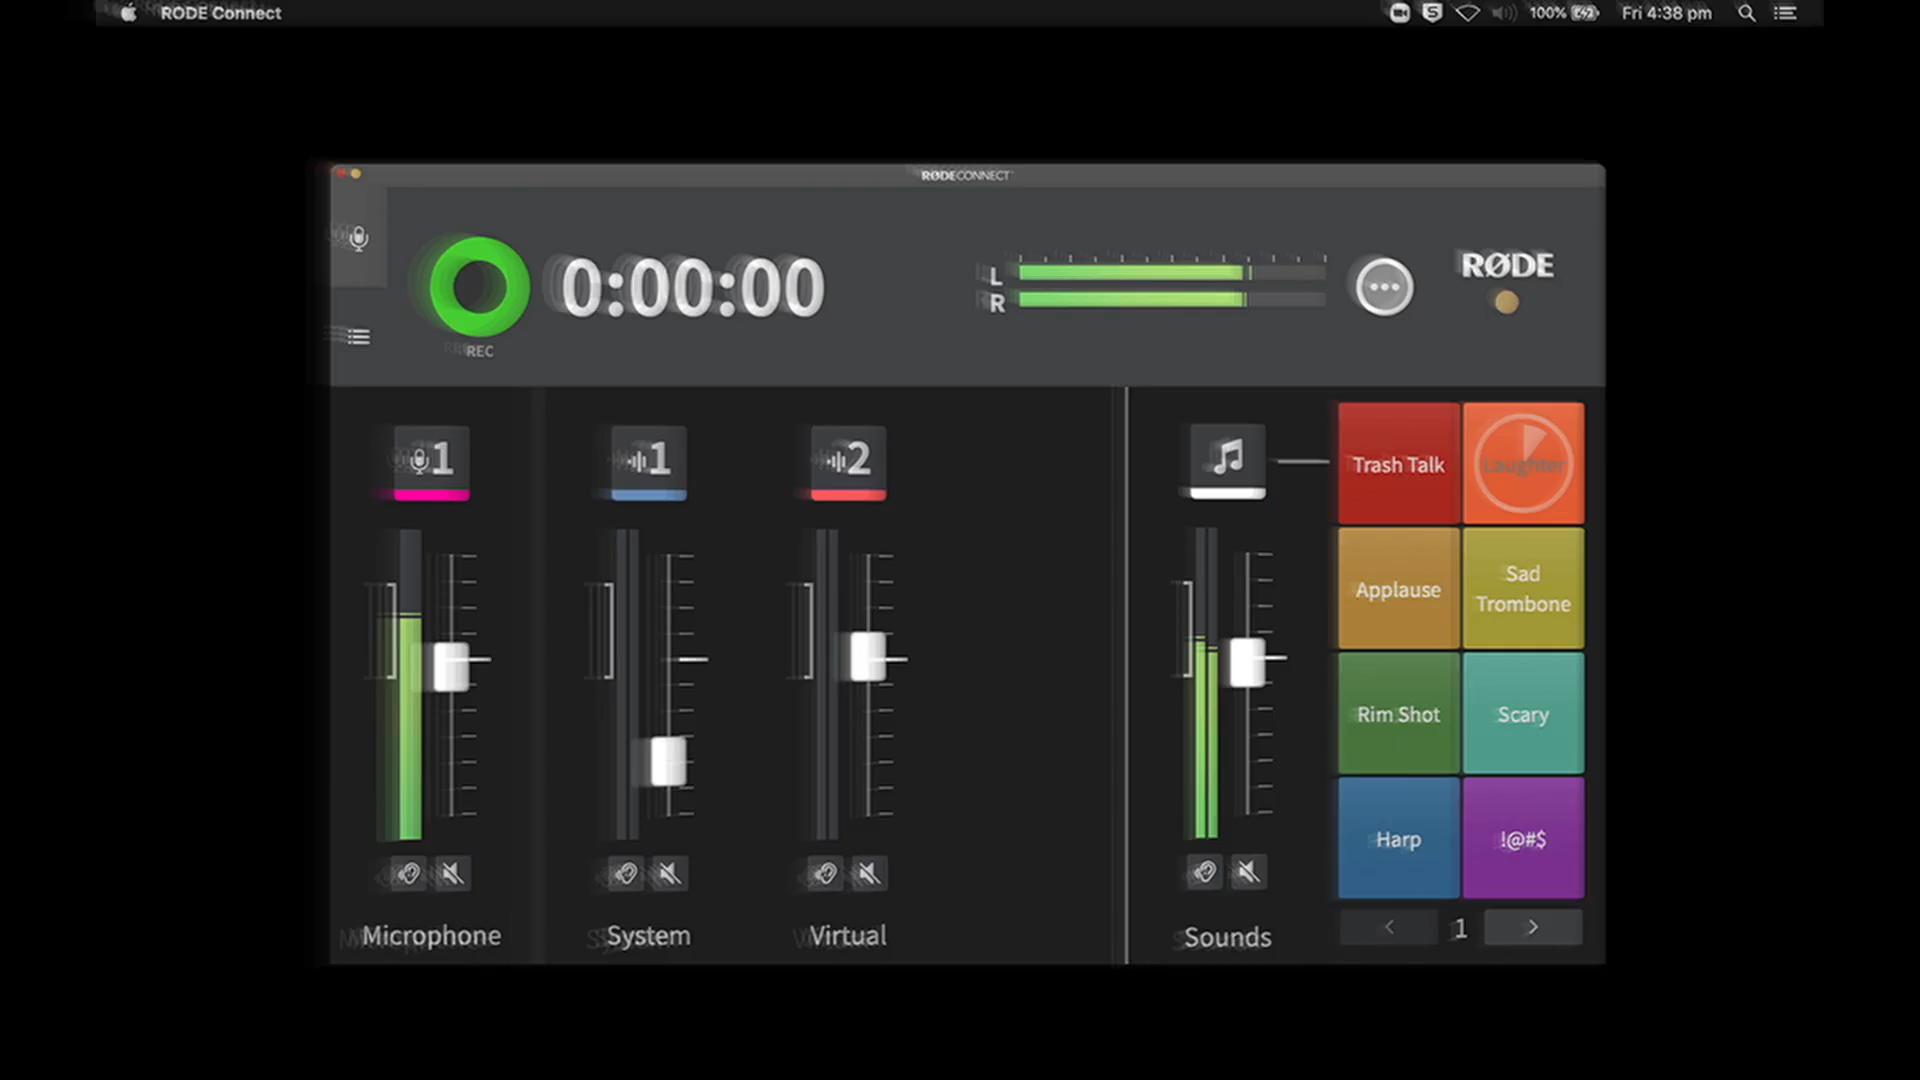 RODE Connect
S
100%
Fri 4:38 pm
RØDECONNECT
0:00:00
L
R
RØDE
REC
1
1
2
Trash Talk
Laughter
Applause
Sad
Trombone
Rim Shot
Scary
Harp
!@#$
Microphone
System
Virtual
Sounds
< 1 >